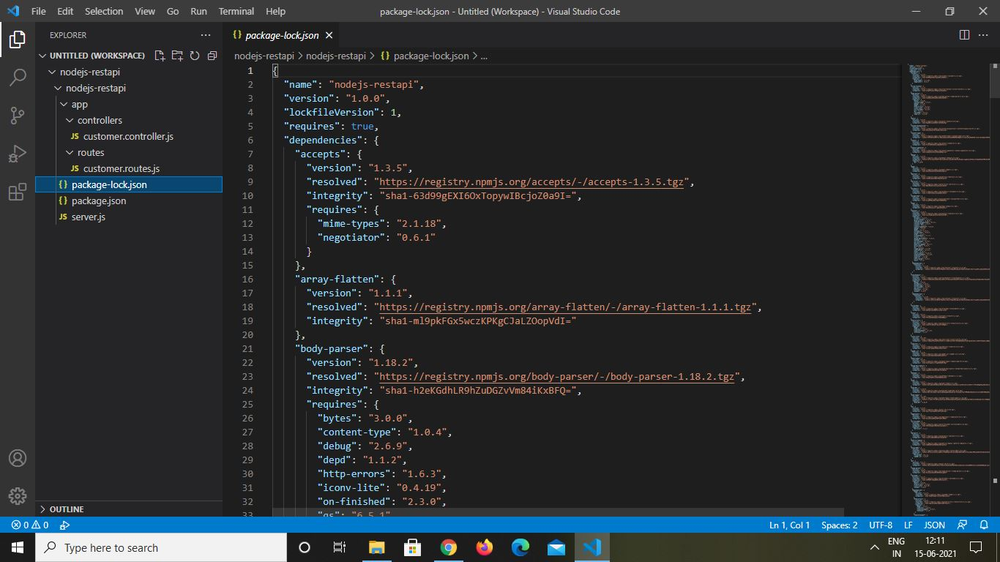 File Edit Selection View Go Run Terminal Help
package-lock.json - Untitled (Workspace) - Visual Studio Code
EXPLORER
UNTITLED (WORKSPACE)
nodejs-restapi
nodejs-restapi
app
controllers
JS customer.controller.js
routes
JS customer.routes.js
{} package-lock.json
{} package.json
JS server.js
OUTLINE
{} package-lock.json
nodejs-restapi > nodejs-restapi > {} package-lock.json > ...
1 {
2 "name": "nodejs-restapi",
3 "version": "1.0.0",
4 "lockfileVersion": 1,
5 "requires": true,
6 "dependencies": {
7 "accepts": {
8 "version": "1.3.5",
9 "resolved": "https://registry.npmjs.org/accepts/-/accepts-1.3.5.tgz",
10 "integrity": "sha1-63d99gEXI6OxTopywIBcjoZ0a9I=",
11 "requires": {
12 "mime-types": "2.1.18",
13 "negotiator": "0.6.1"
14 }
15 },
16 "array-flatten": {
17 "version": "1.1.1",
18 "resolved": "https://registry.npmjs.org/array-flatten/-/array-flatten-1.1.1.tgz",
19 "integrity": "sha1-ml9pkFGx5wczKPKgCJaLZOopVdI="
20 },
21 "body-parser": {
22 "version": "1.18.2",
23 "resolved": "https://registry.npmjs.org/body-parser/-/body-parser-1.18.2.tgz",
24 "integrity": "sha1-h2eKGdhLR9hZuDGZvVm84iKxBFQ=",
25 "requires": {
26 "bytes": "3.0.0",
27 "content-type": "1.0.4",
28 "debug": "2.6.9",
29 "depd": "1.1.2",
30 "http-errors": "1.6.3",
31 "iconv-lite": "0.4.19",
32 "on-finished": "2.3.0",
33 "qs": "6.5.1"
0 0
Ln 1, Col 1 Spaces: 2 UTF-8 LF JSON
Type here to search
ENG
IN
12:11
15-06-2021